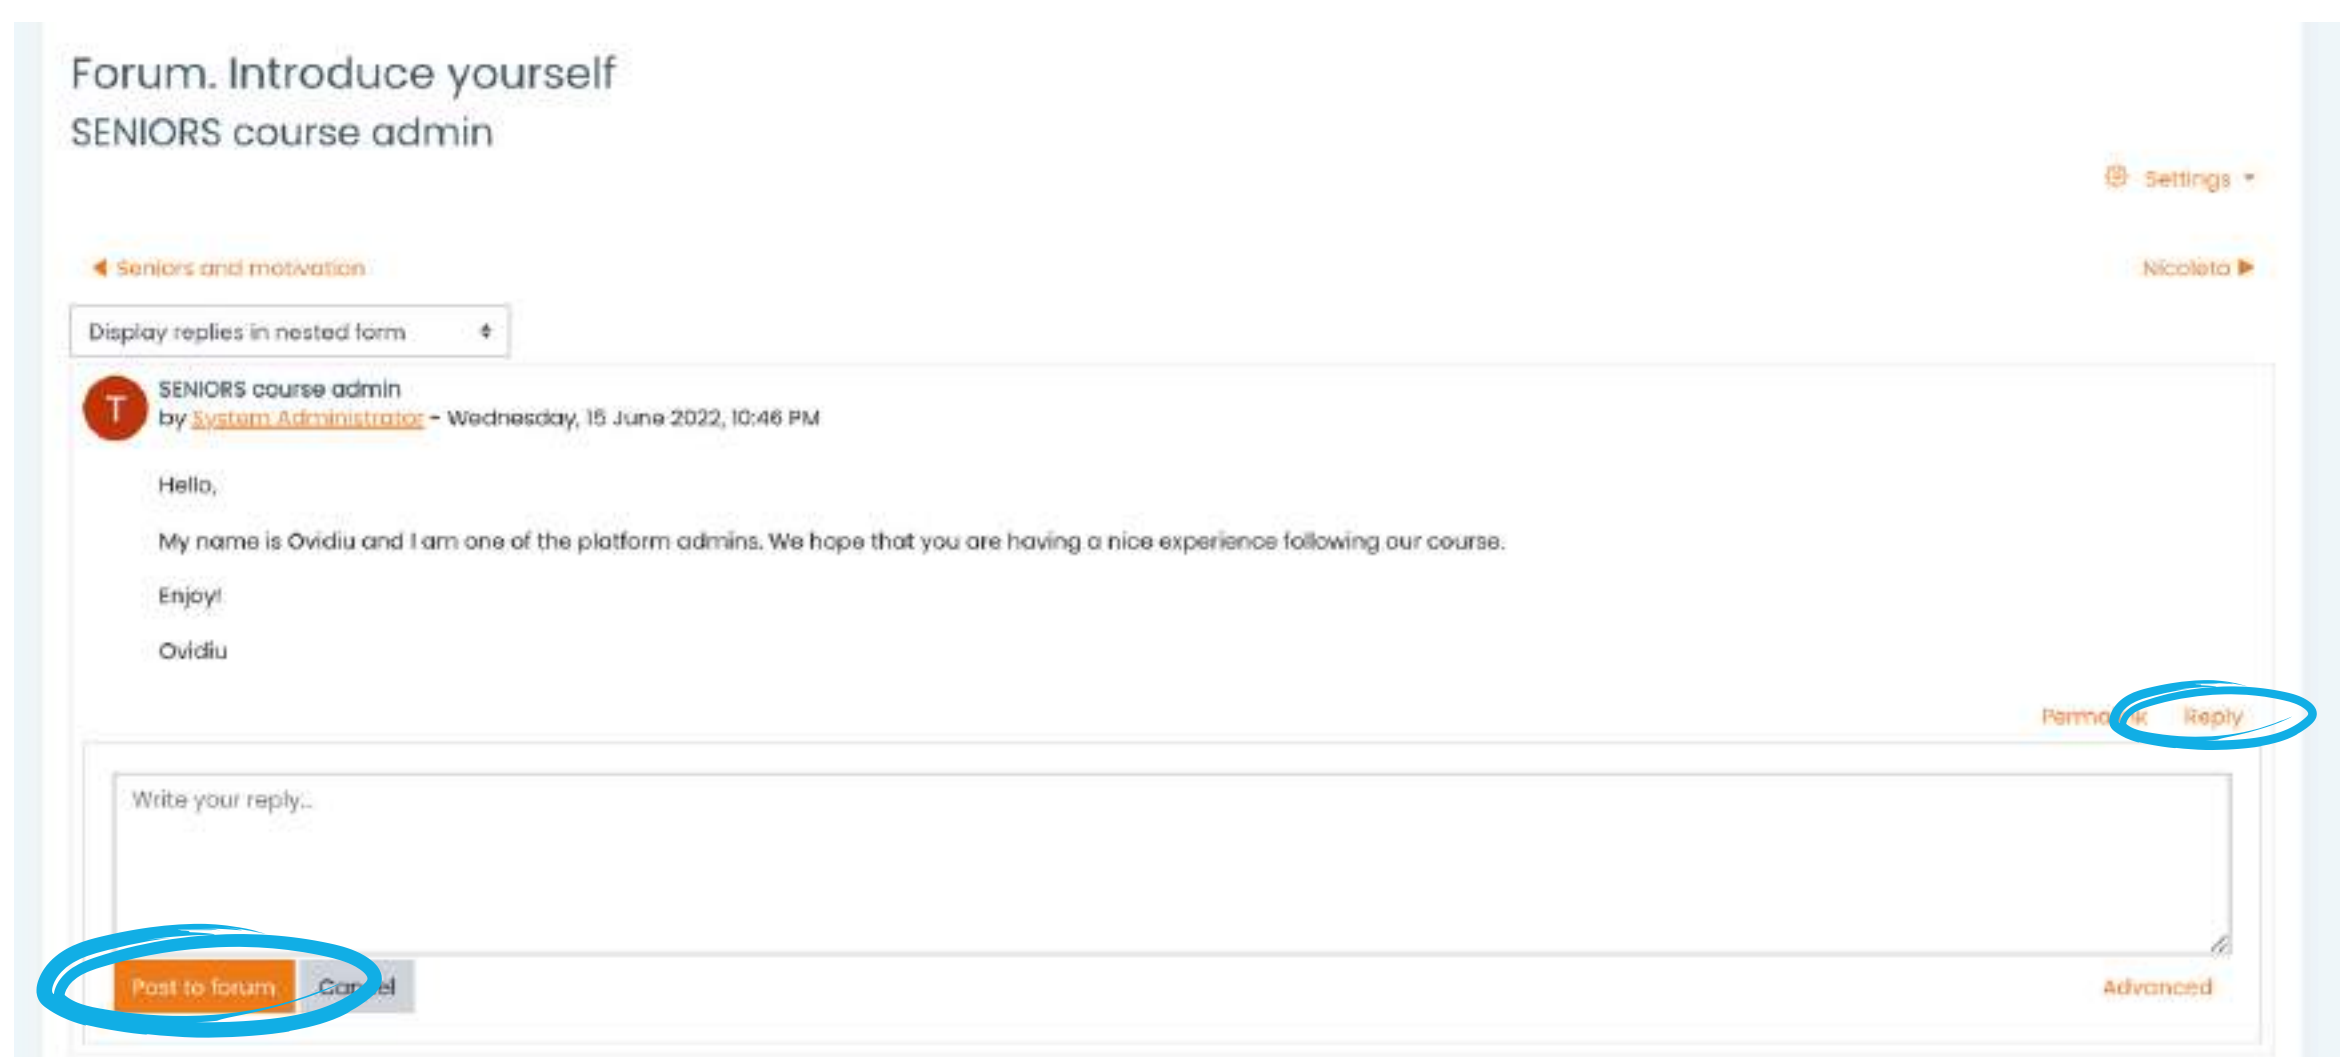 Forum. Introduce yourself
SENIORS course admin
Settings
Seniors and motivation
Nicoleta
Display replies in nested form
T
SENIORS course admin
by System Administrator - Wednesday, 15 June 2022, 10:46 PM
Hello,
My name is Ovidiu and I am one of the platform admins. We hope that you are having a nice experience following our course.
Enjoy!
Ovidiu
Permalink Reply
Write your reply...
Post to forum Cancel
Advanced